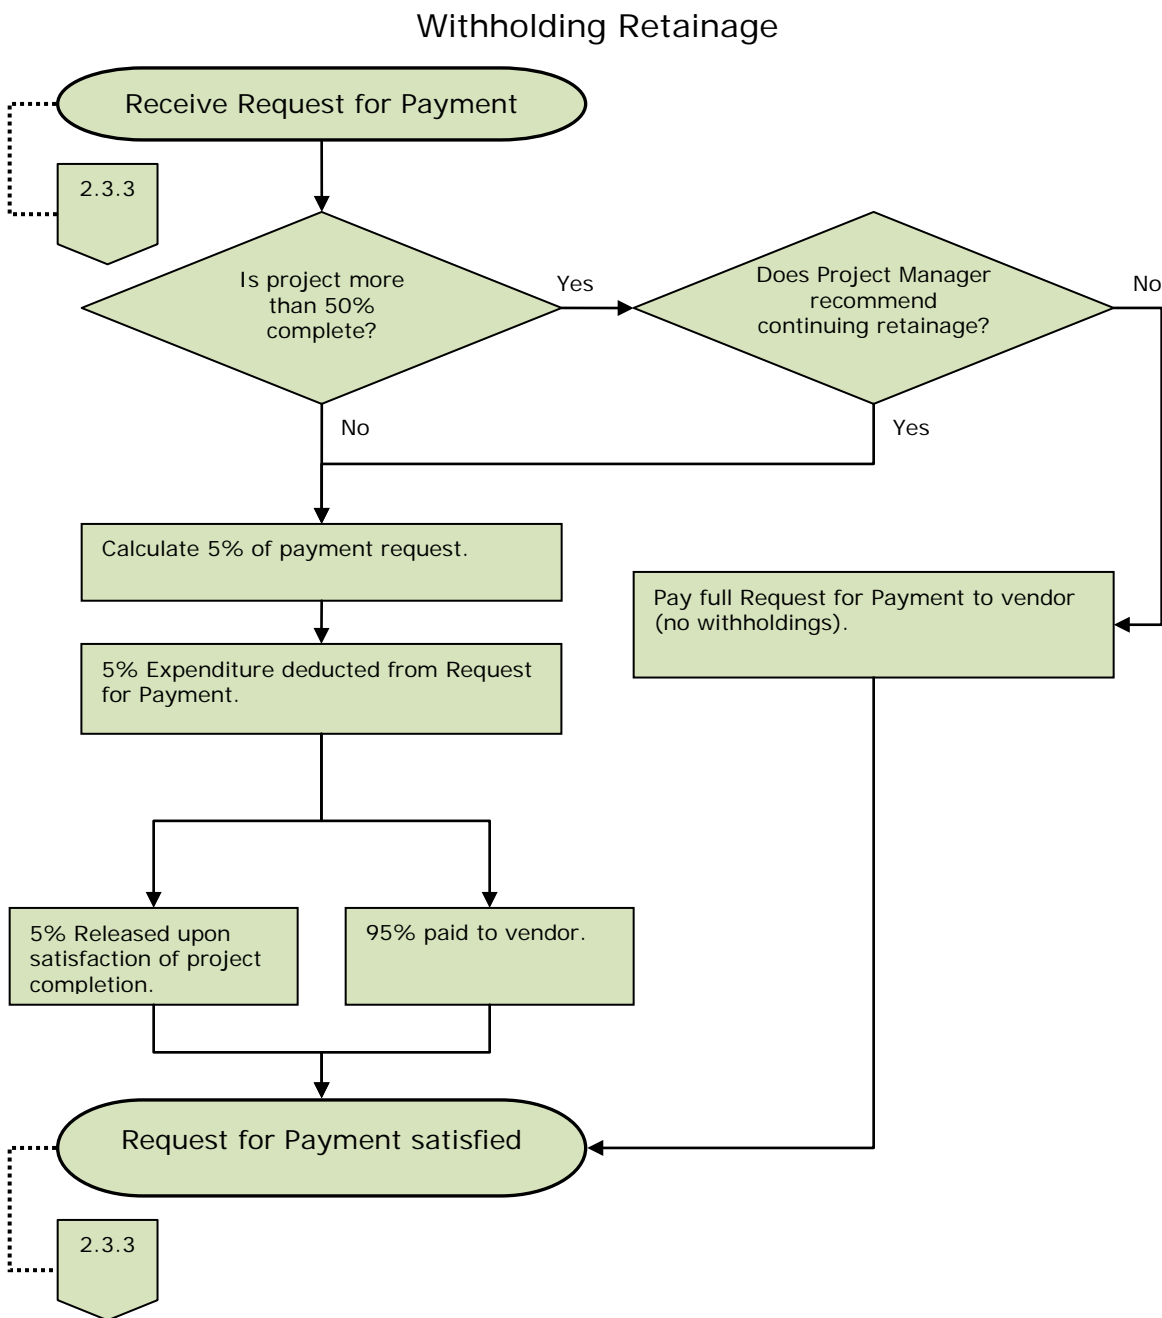 Withholding Retainage
Receive Request for Payment
2.3.3
Is project more
than 50%
complete?
Yes
Does Project Manager
recommend
continuing retainage?
No
No
Yes
Calculate 5% of payment request.
Pay full Request for Payment to vendor
(no withholdings).
5% Expenditure deducted from Request
for Payment.
5% Released upon
satisfaction of project
completion.
95% paid to vendor.
Request for Payment satisfied
2.3.3